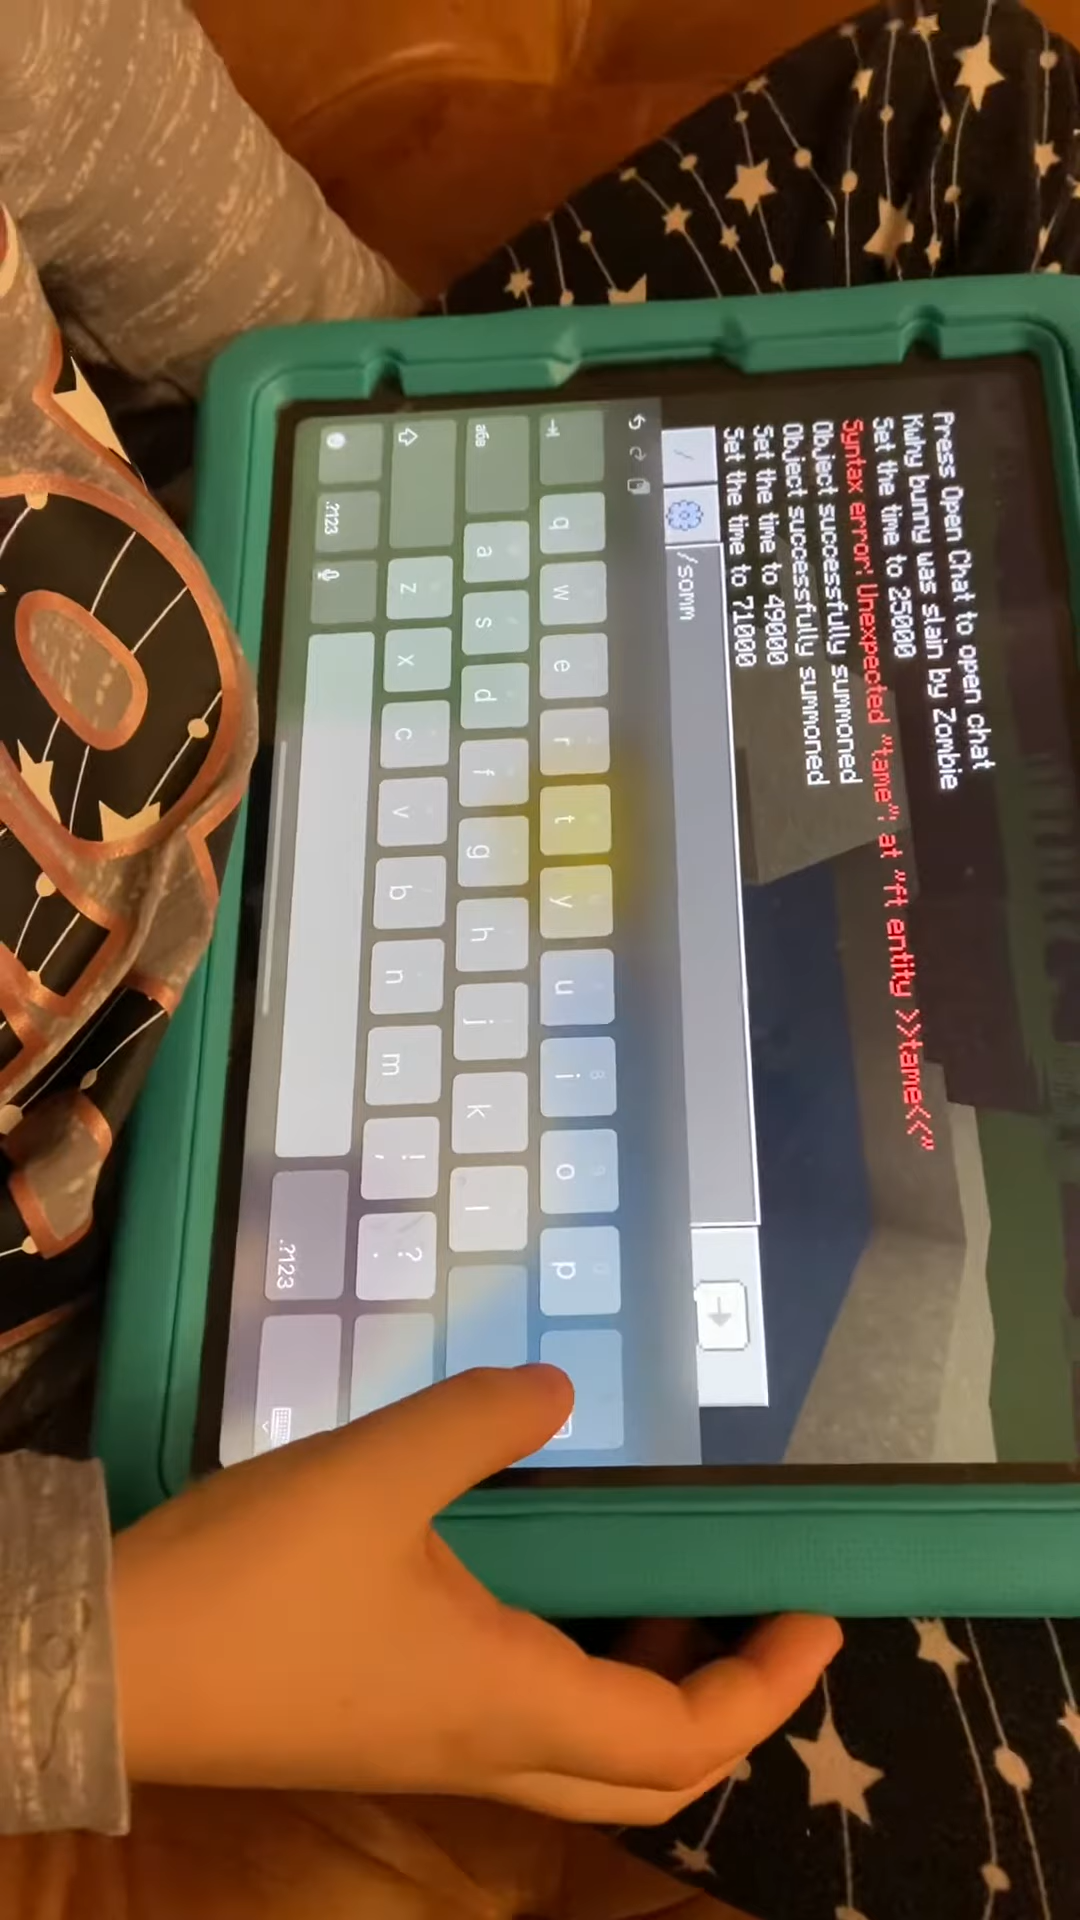 Press Open Chat to open chat
Kuhy bunny was slain by Zombie
Set the time to 25000
Syntax error: Unexpected "tame": at "ft entity >>tame<<"
Object successfully summoned
Object successfully summoned
Set the time to 49000
Set the time to 71000
/
/somm
q w e r t y u i o p
абв a s d f g h j k l
z x c v b n m ! , ? .
.?123 .?123